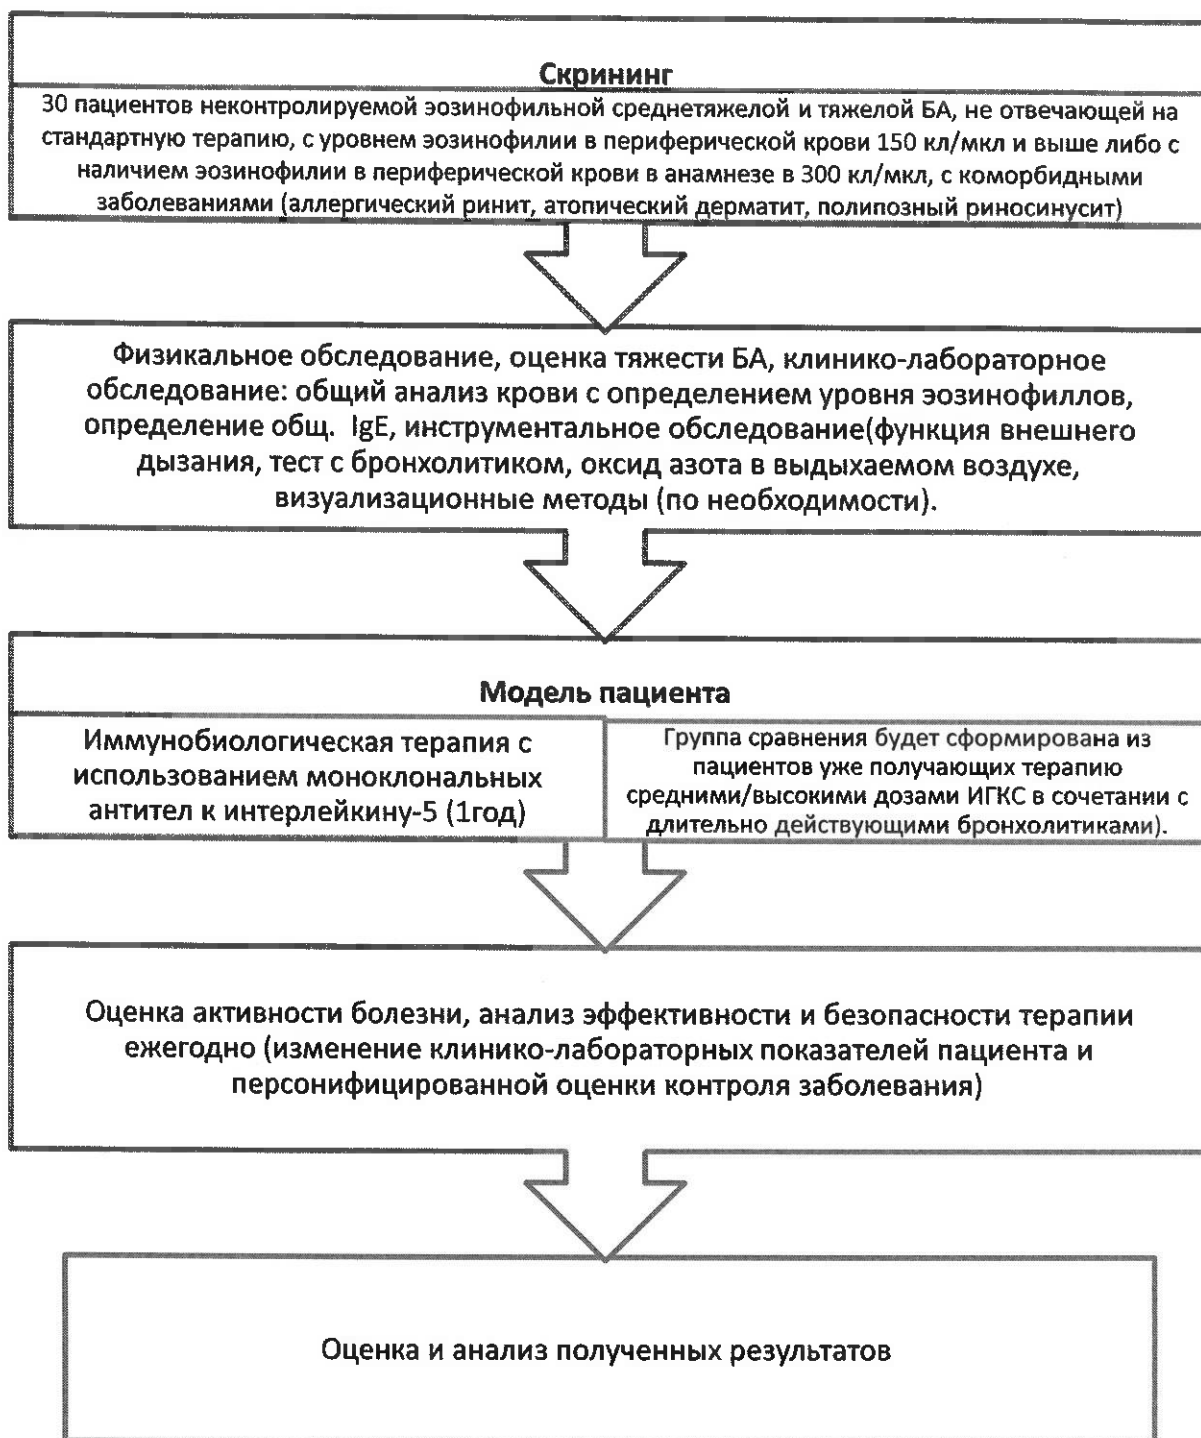 Скрининг
30 пациентов неконтролируемой эозинофильной среднетяжелой и тяжелой БА, не отвечающей на
стандартную терапию, с уровнем эозинофилии в периферической крови 150 кл/мкл и выше либо с
наличием эозинофилии в периферической крови в анамнезе в 300 кл/мкл, с коморбидными
заболеваниями (аллергический ринит, атопический дерматит, полипозный риносинусит)
Физикальное обследование, оценка тяжести БА, клинико-лабораторное
обследование: общий анализ крови с определением уровня эозинофиллов,
определение общ. IgE, инструментальное обследование(функция внешнего
дызания, тест с бронхолитиком, оксид азота в выдыхаемом воздухе,
визуализационные методы (по необходимости).
Модель пациента
Иммунобиологическая терапия с
использованием моноклональных
антител к интерлейкину-5 (1год)
Группа сравнения будет сформирована из
пациентов уже получающих терапию
средними/высокими дозами ИГКС в сочетании с
длительно действующими бронхолитиками).
Оценка активности болезни, анализ эффективности и безопасности терапии
ежегодно (изменение клинико-лабораторных показателей пациента и
персонифицированной оценки контроля заболевания)
Оценка и анализ полученных результатов